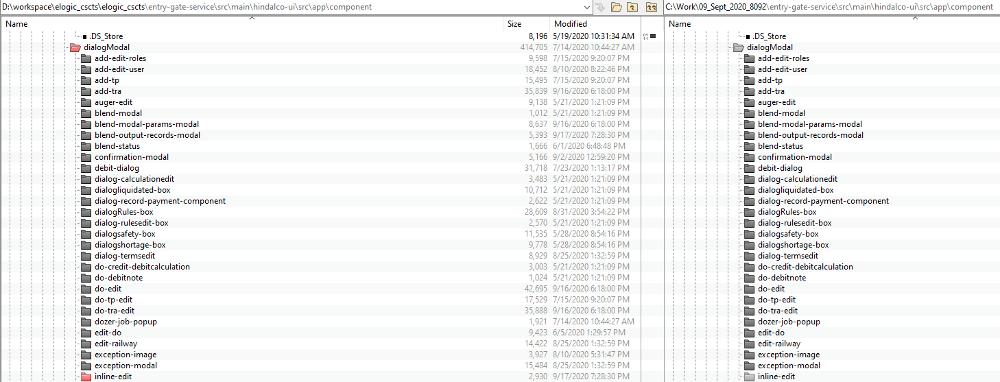 D:\workspace\elogic_cscts\elogic_cscts\entry-gate-service\src\main\hindalco-ui\src\app\component C:\Work\09_Sept_2020_8092\entry-gate-service\src\main\hindalco-ui\src\app\component
Name Size Modified Name
.DS_Store 8,196 5/19/2020 10:31:34 AM = .DS_Store
dialogModal 414,705 7/14/2020 10:44:27 AM dialogModal
add-edit-roles 9,598 7/15/2020 9:20:07 PM add-edit-roles
add-edit-user 18,452 8/10/2020 8:22:46 PM add-edit-user
add-tp 15,495 7/15/2020 9:20:07 PM add-tp
add-tra 35,839 9/16/2020 6:18:00 PM add-tra
auger-edit 9,138 5/21/2020 1:21:09 PM auger-edit
blend-modal 1,012 5/21/2020 1:21:09 PM blend-modal
blend-modal-params-modal 8,637 9/16/2020 6:18:00 PM blend-modal-params-modal
blend-output-records-modal 5,393 9/17/2020 7:28:30 PM blend-output-records-modal
blend-status 1,666 6/1/2020 6:48:48 PM blend-status
confirmation-modal 5,166 9/2/2020 12:59:20 PM confirmation-modal
debit-dialog 31,718 7/23/2020 1:13:17 PM debit-dialog
dialog-calculationedit 3,483 5/21/2020 1:21:09 PM dialog-calculationedit
dialogliquidated-box 10,712 5/21/2020 1:21:09 PM dialogliquidated-box
dialog-record-payment-component 2,622 5/21/2020 1:21:09 PM dialog-record-payment-component
dialogRules-box 28,609 8/31/2020 3:54:22 PM dialogRules-box
dialog-rulesedit-box 2,570 5/21/2020 1:21:09 PM dialog-rulesedit-box
dialogsafety-box 11,535 5/28/2020 8:54:16 PM dialogsafety-box
dialogshortage-box 9,778 5/28/2020 8:54:16 PM dialogshortage-box
dialog-termsedit 8,929 8/25/2020 1:32:59 PM dialog-termsedit
do-credit-debitcalculation 3,003 5/21/2020 1:21:09 PM do-credit-debitcalculation
do-debitnote 1,024 5/21/2020 1:21:09 PM do-debitnote
do-edit 42,695 9/16/2020 6:18:00 PM do-edit
do-tp-edit 17,529 7/15/2020 9:20:07 PM do-tp-edit
do-tra-edit 35,888 9/16/2020 6:18:00 PM do-tra-edit
dozer-job-popup 1,921 7/14/2020 10:44:27 AM dozer-job-popup
edit-do 9,423 6/5/2020 1:29:57 PM edit-do
edit-railway 14,422 8/25/2020 1:32:59 PM edit-railway
exception-image 3,927 8/10/2020 5:31:47 PM exception-image
exception-modal 15,484 8/25/2020 1:32:59 PM exception-modal
inline-edit 2,930 9/17/2020 7:28:30 PM inline-edit